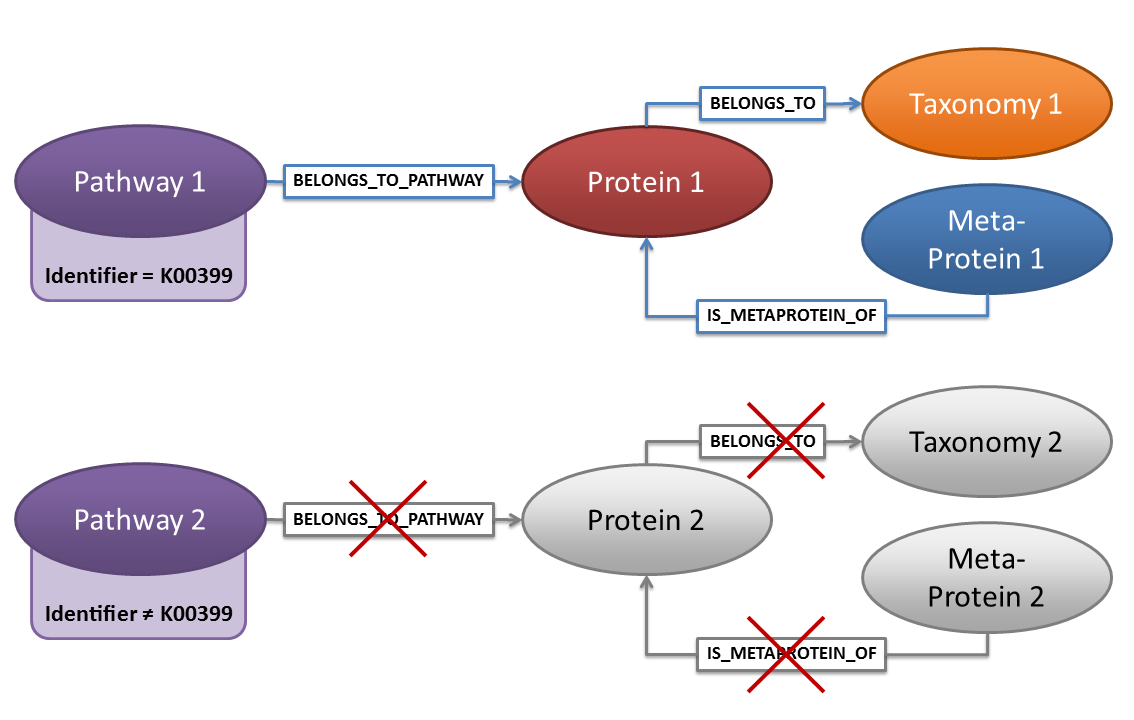 BELONGS_TO
Taxonomy 1
Pathway 1
BELONGS_TO_PATHWAY
Protein 1
Meta-
Protein 1
Identifier = K00399
IS_METAPROTEIN_OF
BELONGS_TO
Taxonomy 2
Pathway 2
BELONGS_TO_PATHWAY
Protein 2
Meta-
Protein 2
Identifier ≠ K00399
IS_METAPROTEIN_OF